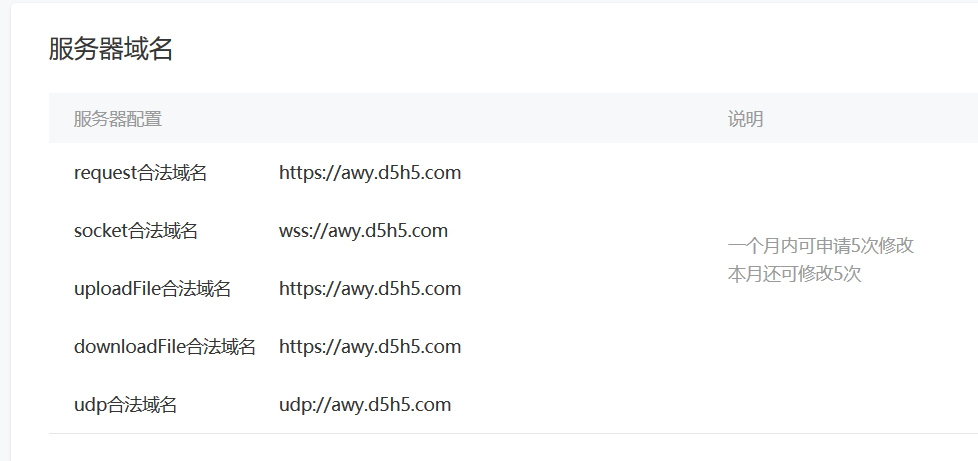 服务器域名
服务器配置 说明
request合法域名 https://awy.d5h5.com
socket合法域名 wss://awy.d5h5.com
一个月内可申请5次修改
本月还可修改5次
uploadFile合法域名 https://awy.d5h5.com
downloadFile合法域名 https://awy.d5h5.com
udp合法域名 udp://awy.d5h5.com